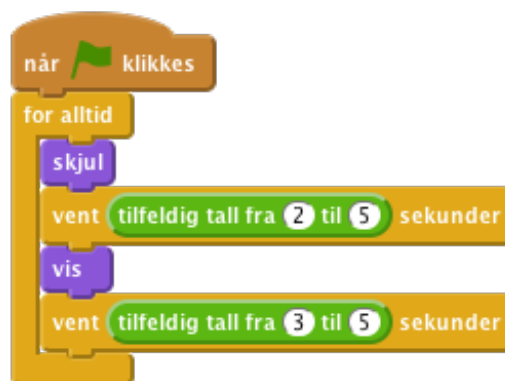 når klikkes
for alltid
skjul
vent tilfeldig tall fra 2 til 5 sekunder
vis
vent tilfeldig tall fra 3 til 5 sekunder